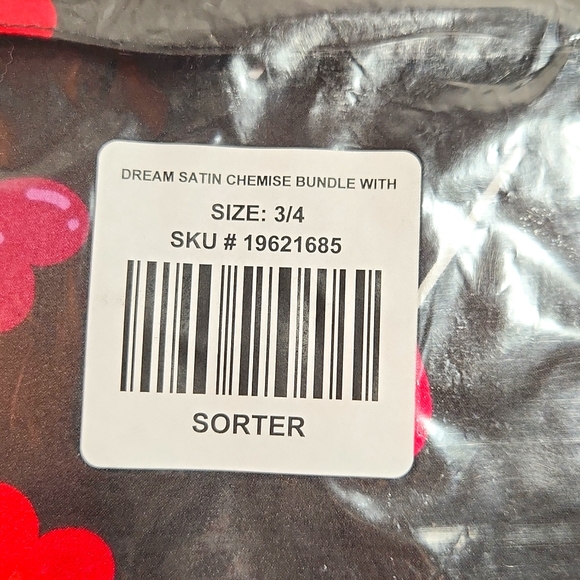 DREAM SATIN CHEMISE BUNDLE WITH
SIZE: 3/4
SKU # 19621685
SORTER